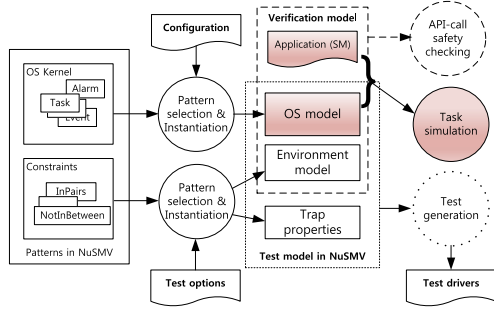 Configuration
Verification model
API-call
safety
checking
Application (SM)
OS Kernel
Alarm
Task
Event
Pattern
selection &
Instantiation
OS model
Task
simulation
Constraints
InPairs
NotInBetween
Patterns in NuSMV
Pattern
selection &
Instantiation
Environment
model
Trap
properties
Test model in NuSMV
Test
generation
Test options
Test drivers